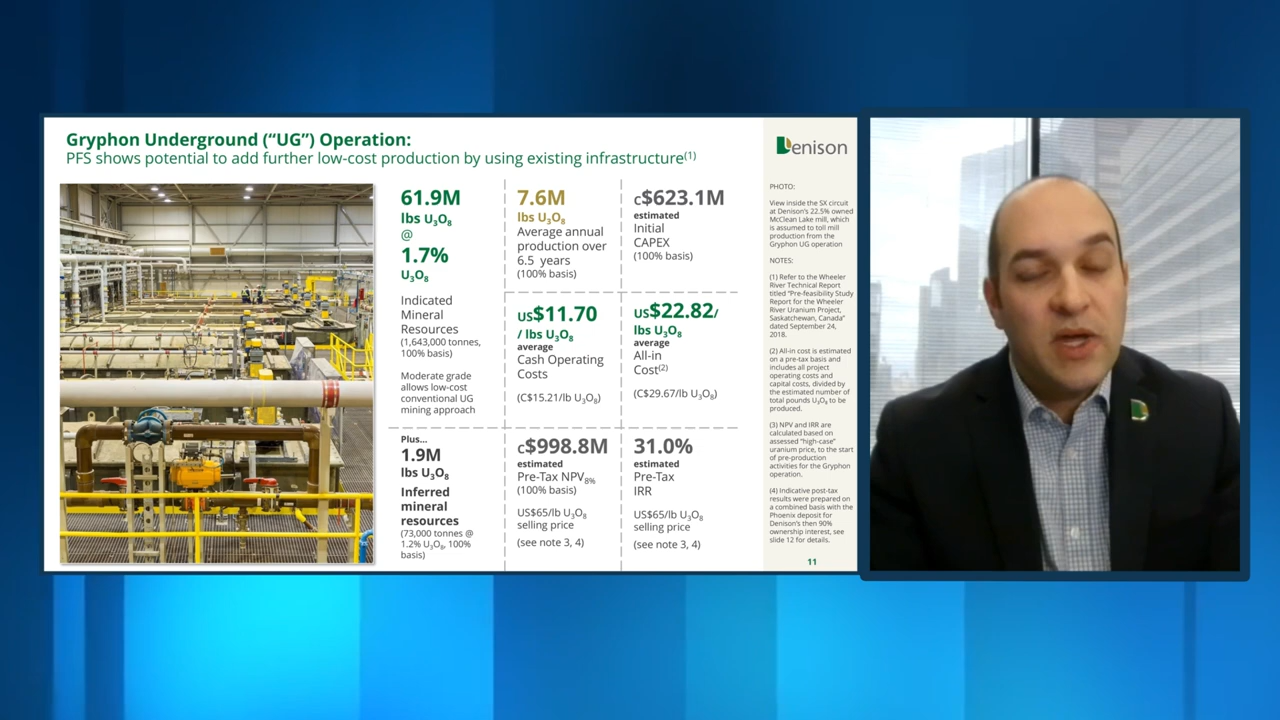 Gryphon Underground (“UG”) Operation:
PFS shows potential to add further low-cost production by using existing infrastructure(1)
61.9M
lbs U₃O₈
@
1.7%
U₃O₈
Indicated
Mineral
Resources
(1,643,000 tonnes,
100% basis)
Moderate grade
allows low-cost
conventional UG
mining approach
Plus...
1.9M
lbs U₃O₈
Inferred
mineral
resources
(73,000 tonnes @
1.2% U₃O₈, 100%
basis)
7.6M
lbs U₃O₈
Average annual
production over
6.5 years
(100% basis)
US$11.70
/ lbs U₃O₈
average
Cash Operating
Costs
(C$15.21/lb U₃O₈)
C$998.8M
estimated
Pre-Tax NPV8%
(100% basis)
US$65/lb U₃O₈
selling price
(see note 3, 4)
C$623.1M
estimated
Initial
CAPEX
(100% basis)
US$22.82/
lbs U₃O₈
average
All-in
Cost(2)
(C$29.67/lb U₃O₈)
31.0%
estimated
Pre-Tax
IRR
US$65/lb U₃O₈
selling price
(see note 3, 4)
Denison
PHOTO:
View inside the SX circuit
at Denison's 22.5% owned
McClean Lake mill, which
is assumed to toll mill
production from the
Gryphon UG operation
NOTES:
(1) Refer to the Wheeler
River Technical Report
titled "Pre-feasibility Study
Report for the Wheeler
River Uranium Project,
Saskatchewan, Canada"
dated September 24,
2018.
(2) All-in cost is estimated
on a pre-tax basis and
includes all project
operating costs and
capital costs, divided by
the estimated number of
total pounds U₃O₈ to be
produced.
(3) NPV and IRR are
calculated based on
assessed "high-case"
uranium price, to the start
of pre-production
activities for the Gryphon
operation.
(4) Indicative post-tax
results were prepared on
a combined basis with the
Phoenix deposit for
Denison's then 90%
ownership interest, see
slide 12 for details.
11